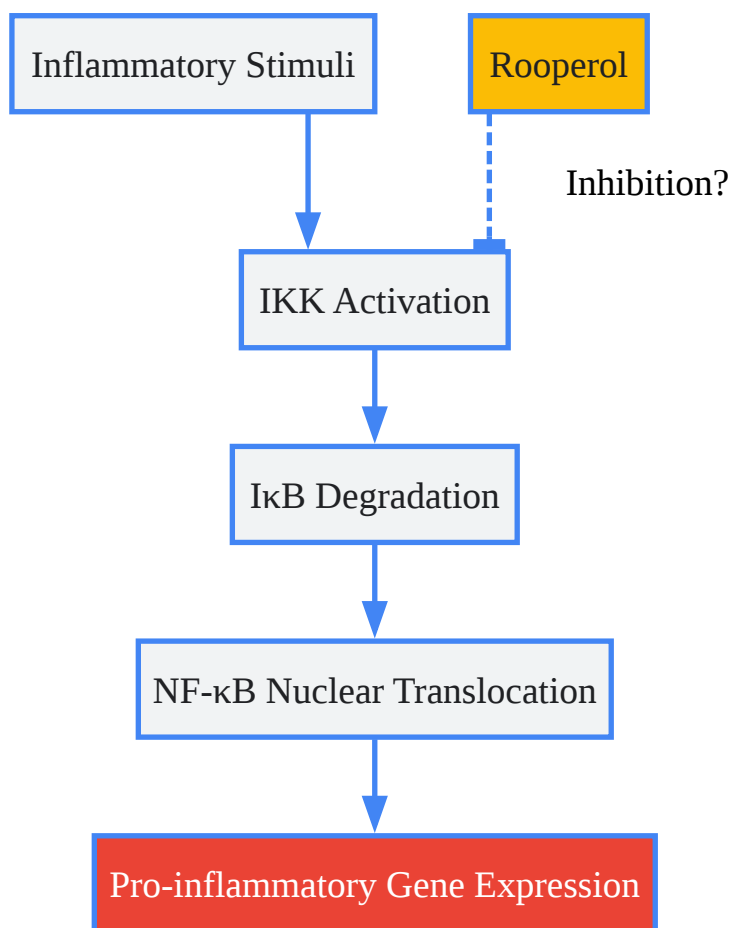 Inflammatory Stimuli
Rooperol
Inhibition?
IKK Activation
IκB Degradation
NF-κB Nuclear Translocation
Pro-inflammatory Gene Expression